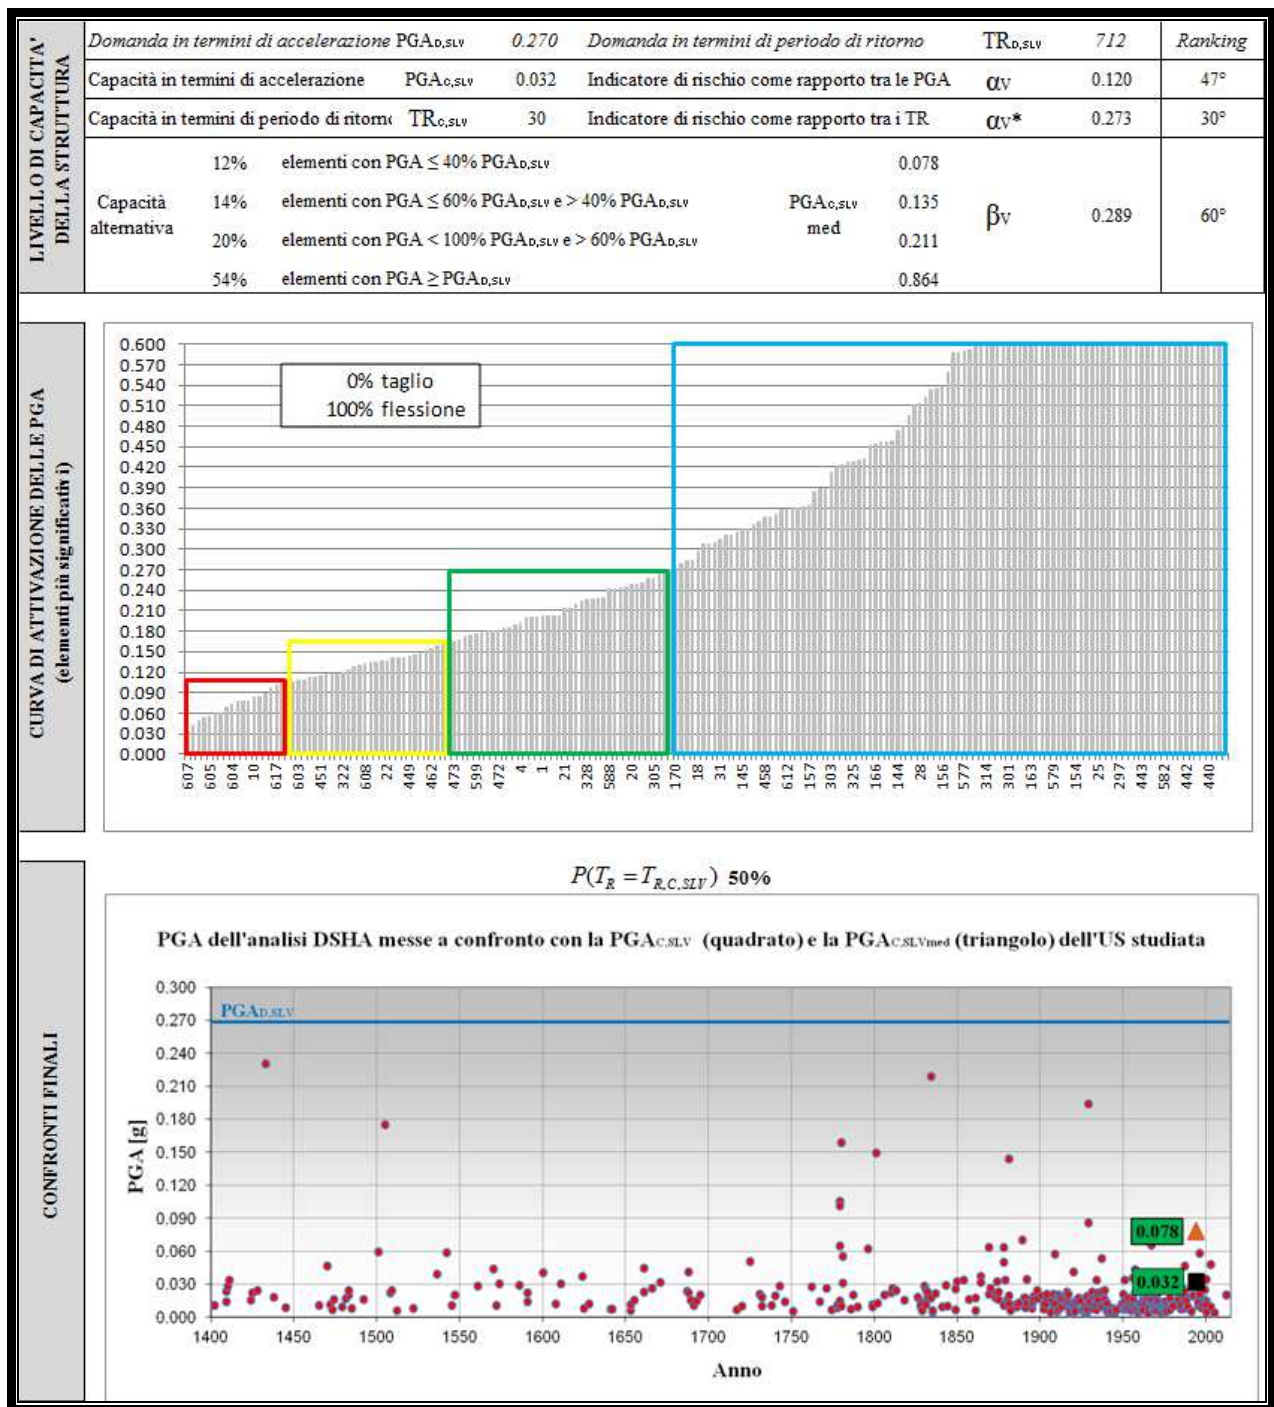 LIVELLO DI CAPACITA'
DELLA STRUTTURA
Domanda in termini di accelerazione PGAD,SLV 0.270 Domanda in termini di periodo di ritorno TRD,SLV 712 Ranking
Capacità in termini di accelerazione PGAC,SLV 0.032 Indicatore di rischio come rapporto tra le PGA αV 0.120 47°
Capacità in termini di periodo di ritorno TRC,SLV 30 Indicatore di rischio come rapporto tra i TR αV* 0.273 30°
Capacità
alternativa
12% elementi con PGA ≤ 40% PGAD,SLV 0.078
14% elementi con PGA ≤ 60% PGAD,SLV e > 40% PGAD,SLV 0.135
20% elementi con PGA < 100% PGAD,SLV e > 60% PGAD,SLV 0.211
54% elementi con PGA ≥ PGAD,SLV 0.864
PGAC,SLV
med
βV 0.289 60°
CURVA DI ATTIVAZIONE DELLE PGA
(elementi più significativi)
0.600
0.570
0.540
0.510
0.480
0.450
0.420
0.390
0.360
0.330
0.300
0.270
0.240
0.210
0.180
0.150
0.120
0.090
0.060
0.030
0.000
0% taglio
100% flessione
607 605 604 10 617 603 451 322 608 22 449 462 473 599 472 4 1 21 328 588 20 305 170 18 31 145 458 612 157 303 325 166 144 28 156 577 314 301 163 579 154 25 297 443 582 442 440
CONFRONTI FINALI
P(TR = TR,C,SLV) 50%
PGA dell'analisi DSHA messe a confronto con la PGAC,SLV (quadrato) e la PGAC,SLVmed (triangolo) dell'US studiata
PGA [g]
0.300
0.270
0.240
0.210
0.180
0.150
0.120
0.090
0.060
0.030
0.000
PGAD,SLV
0.078
0.032
1400 1450 1500 1550 1600 1650 1700 1750 1800 1850 1900 1950 2000
Anno